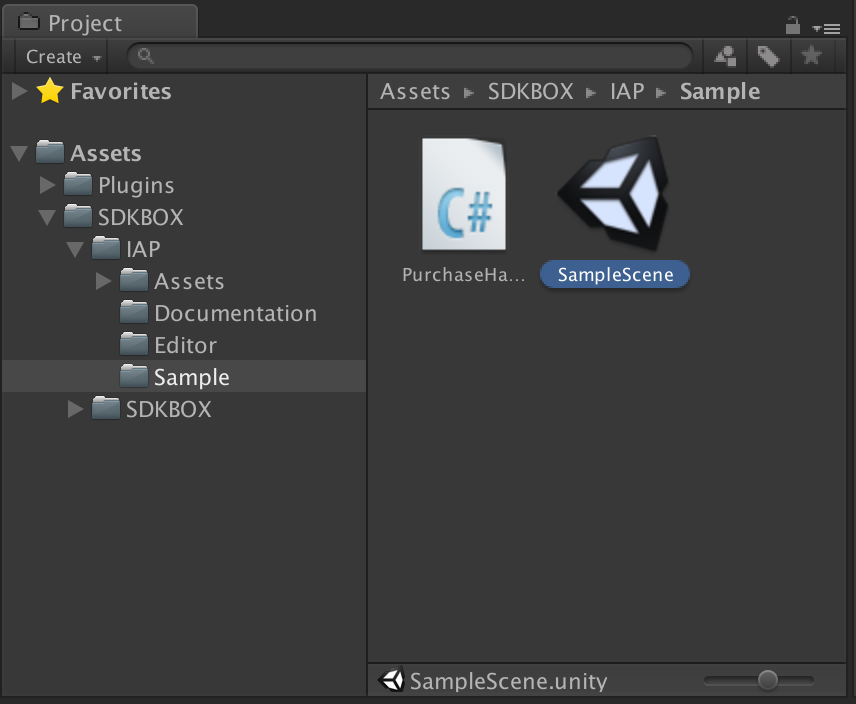 Project
Create
Favorites
Assets
Plugins
SDKBOX
IAP
Assets
Documentation
Editor
Sample
SDKBOX
Assets SDKBOX IAP Sample
C#
PurchaseHa...
SampleScene
SampleScene.unity